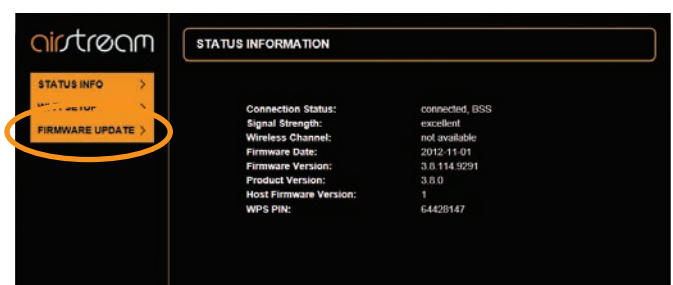 airstream
STATUS INFORMATION
STATUS INFO >
FIRMWARE UPDATE >
Connection Status: connected, BSS
Signal Strength: excellent
Wireless Channel: not available
Firmware Date: 2012-11-01
Firmware Version: 3.8.114.9291
Product Version: 3.8.0
Host Firmware Version: 1
WPS PIN: 64428147